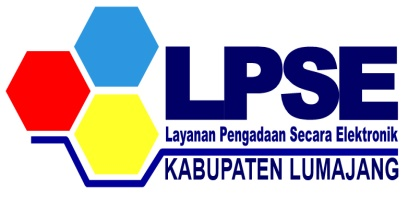 LPSE
Layanan Pengadaan Secara Elektronik
KABUPATEN LUMAJANG